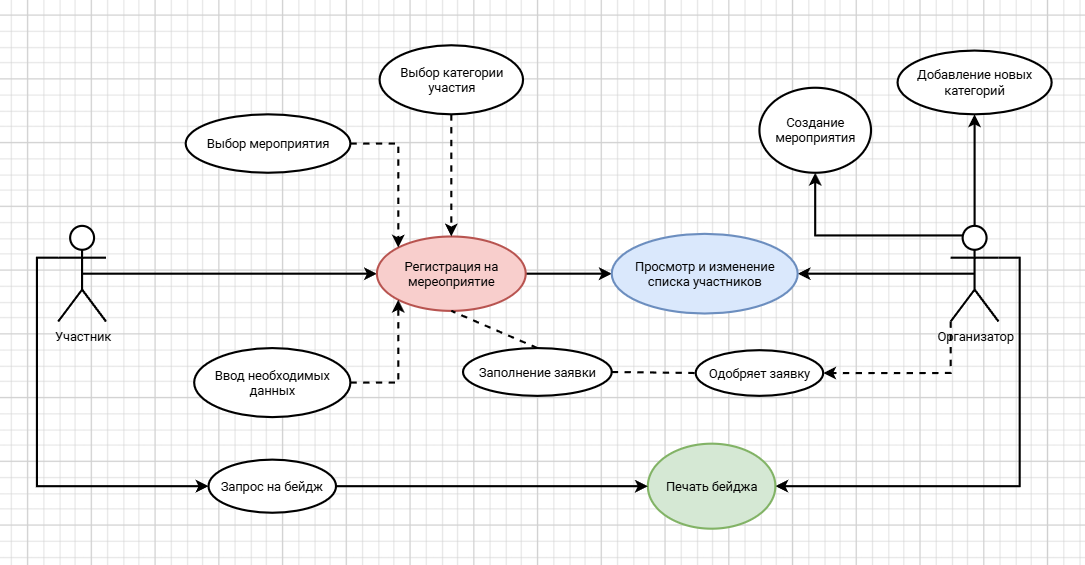 Добавление новых
категорий
Выбор категории
участия
Создание
мероприятия
Выбор мероприятия
Регистрация на
мереоприятие
Просмотр и изменение
списка участников
Участник
Организатор
Ввод необходимых
данных
Заполнение заявки
Одобряет заявку
Запрос на бейдж
Печать бейджа